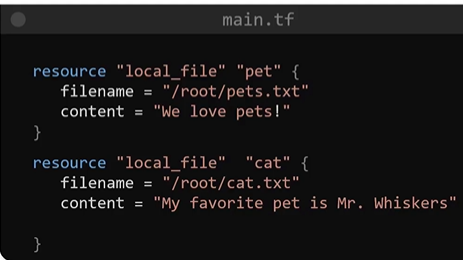 main.tf
resource "local_file" "pet" {
filename = "/root/pets.txt"
content = "We love pets!"
}
resource "local_file" "cat" {
filename = "/root/cat.txt"
content = "My favorite pet is Mr. Whiskers"
}